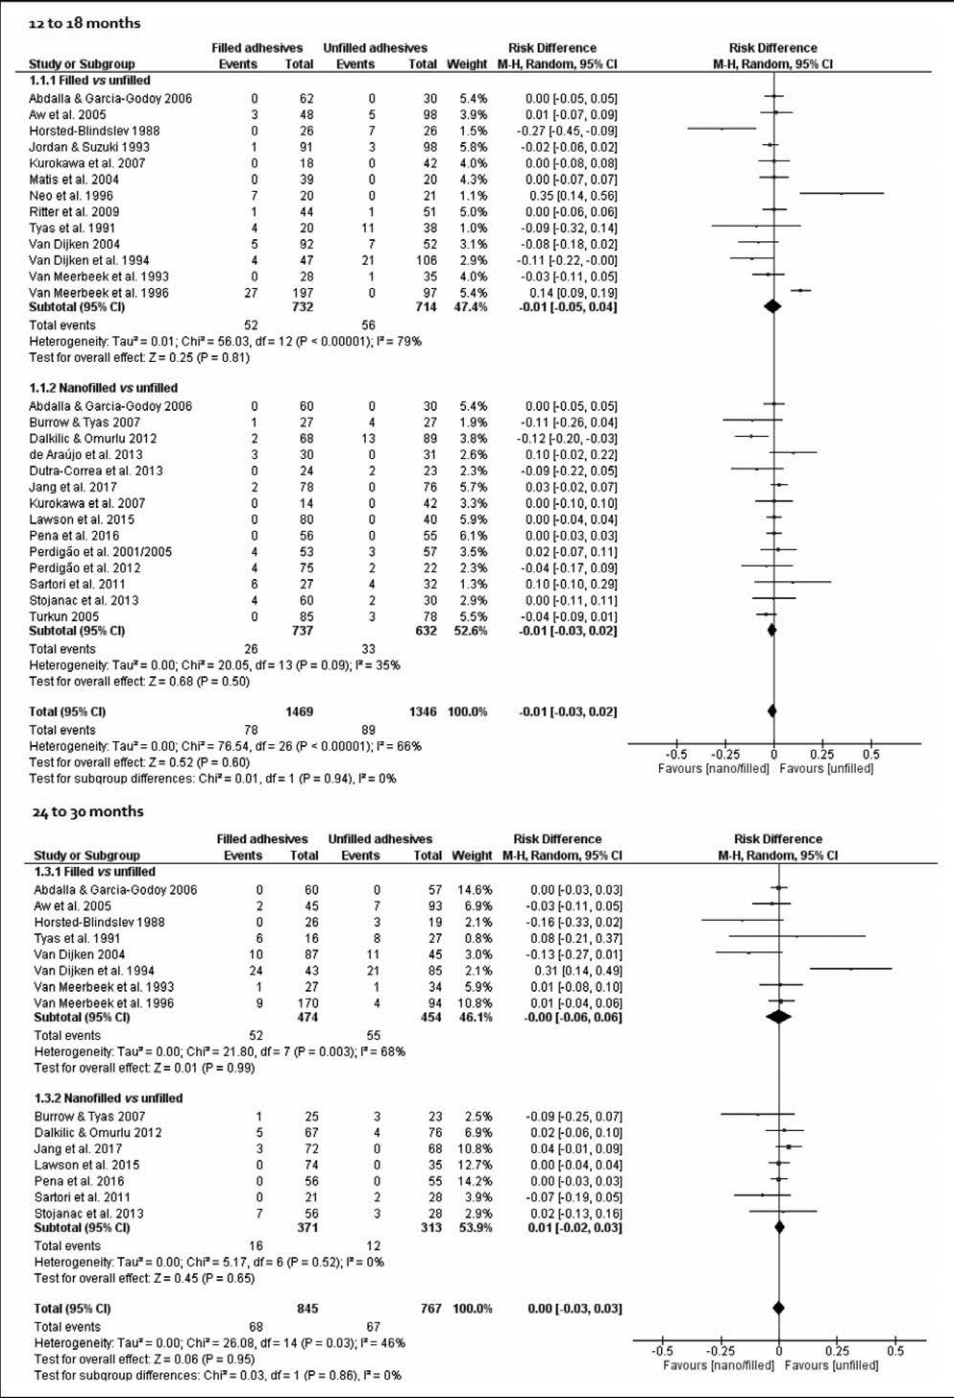 12 to 18 months
Filled adhesives Unfilled adhesives Risk Difference Risk Difference
Study or Subgroup Events Total Events Total Weight M-H, Random, 95% CI M-H, Random, 95% CI
1.1.1 Filled vs unfilled
Abdalla & Garcia-Godoy 2006 0 62 0 30 5.4% 0.00 [-0.05, 0.05]
Aw et al. 2005 3 48 5 98 3.9% 0.01 [-0.07, 0.09]
Horsted-Blindslev 1988 0 26 7 26 1.5% -0.27 [-0.45, -0.09]
Jordan & Suzuki 1993 1 91 3 98 5.8% -0.02 [-0.06, 0.02]
Kurokawa et al. 2007 0 18 0 42 4.0% 0.00 [-0.08, 0.08]
Matis et al. 2004 0 39 0 20 4.3% 0.00 [-0.07, 0.07]
Neo et al. 1996 7 20 0 21 1.1% 0.35 [0.14, 0.56]
Ritter et al. 2009 1 44 1 51 5.0% 0.00 [-0.06, 0.06]
Tyas et al. 1991 4 20 11 38 1.0% -0.09 [-0.32, 0.14]
Van Dijken 2004 5 92 7 52 3.1% -0.08 [-0.18, 0.02]
Van Dijken et al. 1994 4 47 21 106 2.9% -0.11 [-0.22, -0.00]
Van Meerbeek et al. 1993 0 28 1 35 4.0% -0.03 [-0.11, 0.05]
Van Meerbeek et al. 1996 27 197 0 97 5.4% 0.14 [0.09, 0.19]
Subtotal (95% CI) 732 714 47.4% -0.01 [-0.05, 0.04]
Total events 52 56
Heterogeneity: Tau² = 0.01; Chi² = 56.03, df = 12 (P < 0.00001); I² = 79%
Test for overall effect: Z = 0.25 (P = 0.81)
1.1.2 Nanofilled vs unfilled
Abdalla & Garcia-Godoy 2006 0 60 0 30 5.4% 0.00 [-0.05, 0.05]
Burrow & Tyas 2007 1 27 4 27 1.9% -0.11 [-0.26, 0.04]
Dalkilic & Omurlu 2012 2 68 13 89 3.8% -0.12 [-0.20, -0.03]
de Araújo et al. 2013 3 30 0 31 2.6% 0.10 [-0.02, 0.22]
Dutra-Correa et al. 2013 0 24 2 23 2.3% -0.09 [-0.22, 0.05]
Jang et al. 2017 2 78 0 76 5.7% 0.03 [-0.02, 0.07]
Kurokawa et al. 2007 0 14 0 42 3.3% 0.00 [-0.10, 0.10]
Lawson et al. 2015 0 80 0 40 5.9% 0.00 [-0.04, 0.04]
Pena et al. 2016 0 56 0 55 6.1% 0.00 [-0.03, 0.03]
Perdigão et al. 2001/2005 4 53 3 57 3.5% 0.02 [-0.07, 0.11]
Perdigão et al. 2012 4 75 2 22 2.3% -0.04 [-0.17, 0.09]
Sartori et al. 2011 6 27 4 32 1.3% 0.10 [-0.10, 0.29]
Stojanac et al. 2013 4 60 2 30 2.9% 0.00 [-0.11, 0.11]
Turkun 2005 0 85 3 78 5.5% -0.04 [-0.09, 0.01]
Subtotal (95% CI) 737 632 52.6% -0.01 [-0.03, 0.02]
Total events 26 33
Heterogeneity: Tau² = 0.00; Chi² = 20.05, df = 13 (P = 0.09); I² = 35%
Test for overall effect: Z = 0.68 (P = 0.50)
Total (95% CI) 1469 1346 100.0% -0.01 [-0.03, 0.02]
Total events 78 89
Heterogeneity: Tau² = 0.00; Chi² = 76.54, df = 26 (P < 0.00001); I² = 66%
Test for overall effect: Z = 0.52 (P = 0.60)
Test for subgroup differences: Chi² = 0.01, df = 1 (P = 0.94), I² = 0%
-0.5 -0.25 0 0.25 0.5
Favours [nano/filled] Favours [unfilled]
24 to 30 months
Filled adhesives Unfilled adhesives Risk Difference Risk Difference
Study or Subgroup Events Total Events Total Weight M-H, Random, 95% CI M-H, Random, 95% CI
1.3.1 Filled vs unfilled
Abdalla & Garcia-Godoy 2006 0 60 0 57 14.6% 0.00 [-0.03, 0.03]
Aw et al. 2005 2 45 7 93 6.9% -0.03 [-0.11, 0.05]
Horsted-Blindslev 1988 0 26 3 19 2.1% -0.16 [-0.33, 0.02]
Tyas et al. 1991 6 16 8 27 0.8% 0.08 [-0.21, 0.37]
Van Dijken 2004 10 87 11 45 3.0% -0.13 [-0.27, 0.01]
Van Dijken et al. 1994 24 43 21 85 2.1% 0.31 [0.14, 0.49]
Van Meerbeek et al. 1993 1 27 1 34 5.9% 0.01 [-0.08, 0.10]
Van Meerbeek et al. 1996 9 170 4 94 10.8% 0.01 [-0.04, 0.06]
Subtotal (95% CI) 474 454 46.1% -0.00 [-0.06, 0.06]
Total events 52 55
Heterogeneity: Tau² = 0.00; Chi² = 21.80, df = 7 (P = 0.003); I² = 68%
Test for overall effect: Z = 0.01 (P = 0.99)
1.3.2 Nanofilled vs unfilled
Burrow & Tyas 2007 1 25 3 23 2.5% -0.09 [-0.25, 0.07]
Dalkilic & Omurlu 2012 5 67 4 76 6.9% 0.02 [-0.06, 0.10]
Jang et al. 2017 3 72 0 68 10.8% 0.04 [-0.01, 0.09]
Lawson et al. 2015 0 74 0 35 12.7% 0.00 [-0.04, 0.04]
Pena et al. 2016 0 56 0 55 14.2% 0.00 [-0.03, 0.03]
Sartori et al. 2011 0 21 2 28 3.9% -0.07 [-0.19, 0.05]
Stojanac et al. 2013 7 56 3 28 2.9% 0.02 [-0.13, 0.16]
Subtotal (95% CI) 371 313 53.9% 0.01 [-0.02, 0.03]
Total events 16 12
Heterogeneity: Tau² = 0.00; Chi² = 5.17, df = 6 (P = 0.52); I² = 0%
Test for overall effect: Z = 0.45 (P = 0.65)
Total (95% CI) 845 767 100.0% 0.00 [-0.03, 0.03]
Total events 68 67
Heterogeneity: Tau² = 0.00; Chi² = 26.08, df = 14 (P = 0.03); I² = 46%
Test for overall effect: Z = 0.06 (P = 0.95)
Test for subgroup differences: Chi² = 0.03, df = 1 (P = 0.86), I² = 0%
-0.5 -0.25 0 0.25 0.5
Favours [nano/filled] Favours [unfilled]